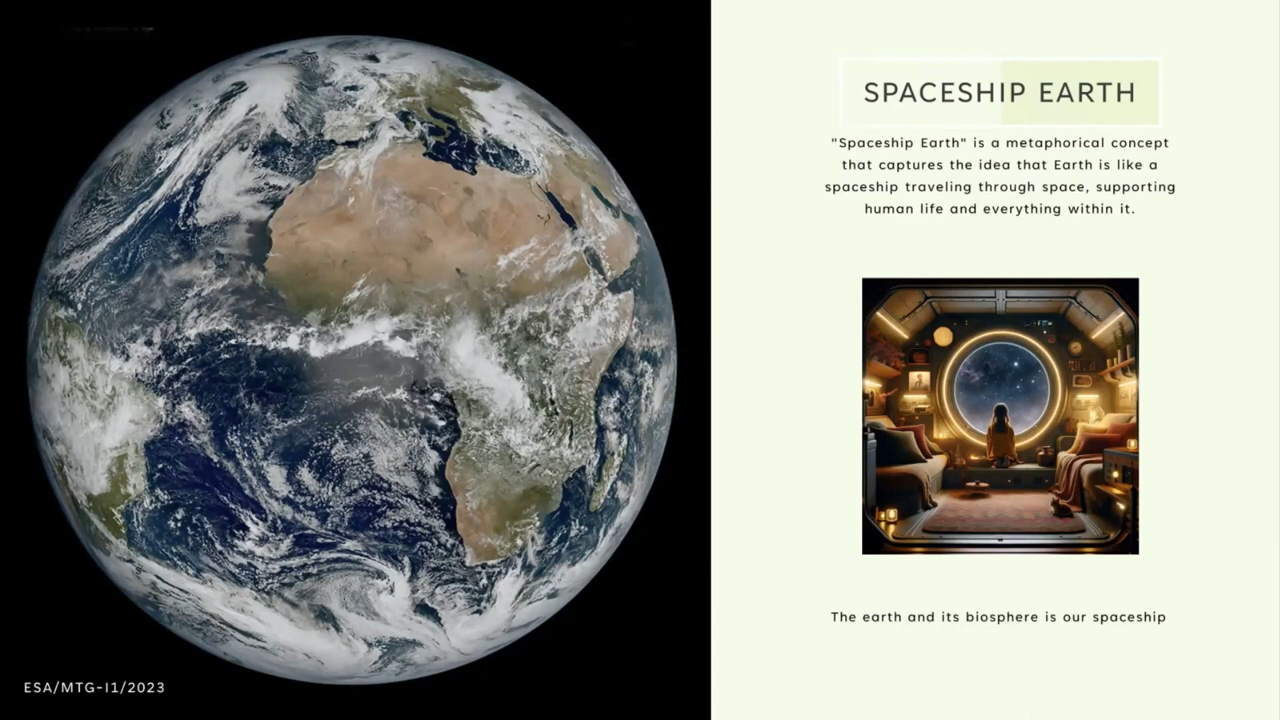 SPACESHIP EARTH
"Spaceship Earth" is a metaphorical concept
that captures the idea that Earth is like a
spaceship traveling through space, supporting
human life and everything within it.
The earth and its biosphere is our spaceship
ESA/MTG-I1/2023